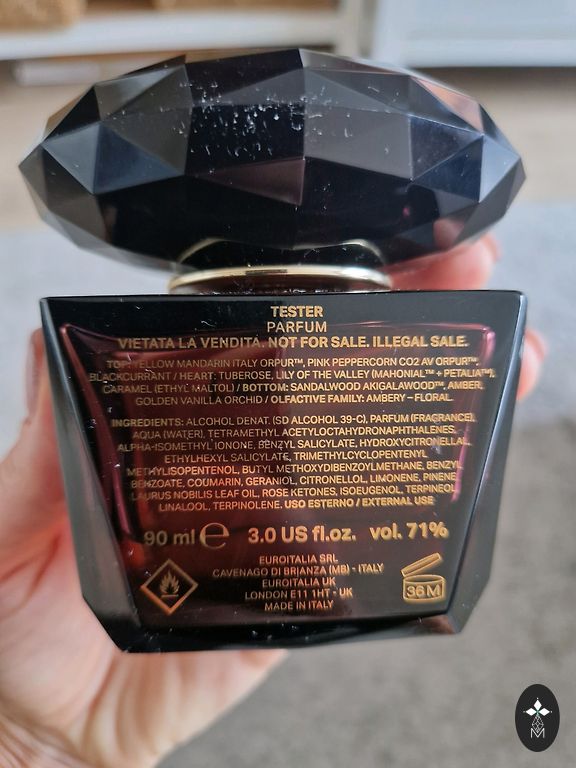 TESTER
PARFUM
VIETATA LA VENDITA. NOT FOR SALE. ILLEGAL SALE.
TOP: YELLOW MANDARIN ITALY ORPUR™, PINK PEPPERCORN CO2 AV ORPUR™,
BLACKCURRANT / HEART: TUBEROSE, LILY OF THE VALLEY (MAHONIAL™ + PETALIA™),
CARAMEL (ETHYL MALTOL) / BOTTOM: SANDALWOOD AKIGALAWOOD™, AMBER,
GOLDEN VANILLA ORCHID / OLFACTIVE FAMILY: AMBERY – FLORAL.
INGREDIENTS: ALCOHOL DENAT. (SD ALCOHOL 39-C), PARFUM (FRAGRANCE),
AQUA (WATER), TETRAMETHYL ACETYLOCTAHYDRONAPHTHALENES,
ALPHA-ISOMETHYL IONONE, BENZYL SALICYLATE, HYDROXYCITRONELLAL,
ETHYLHEXYL SALICYLATE, TRIMETHYLCYCLOPENTENYL
METHYLISOPENTENOL, BUTYL METHOXYDIBENZOYLMETHANE, BENZYL
BENZOATE, COUMARIN, GERANIOL, CITRONELLOL, LIMONENE, PINENE,
LAURUS NOBILIS LEAF OIL, ROSE KETONES, ISOEUGENOL, TERPINEOL,
LINALOOL, TERPINOLENE. USO ESTERNO / EXTERNAL USE
90 ml e 3.0 US fl.oz. vol. 71%
EUROITALIA SRL
CAVENAGO DI BRIANZA (MB) - ITALY
EUROITALIA UK
LONDON E11 1HT - UK
MADE IN ITALY
36 M
M